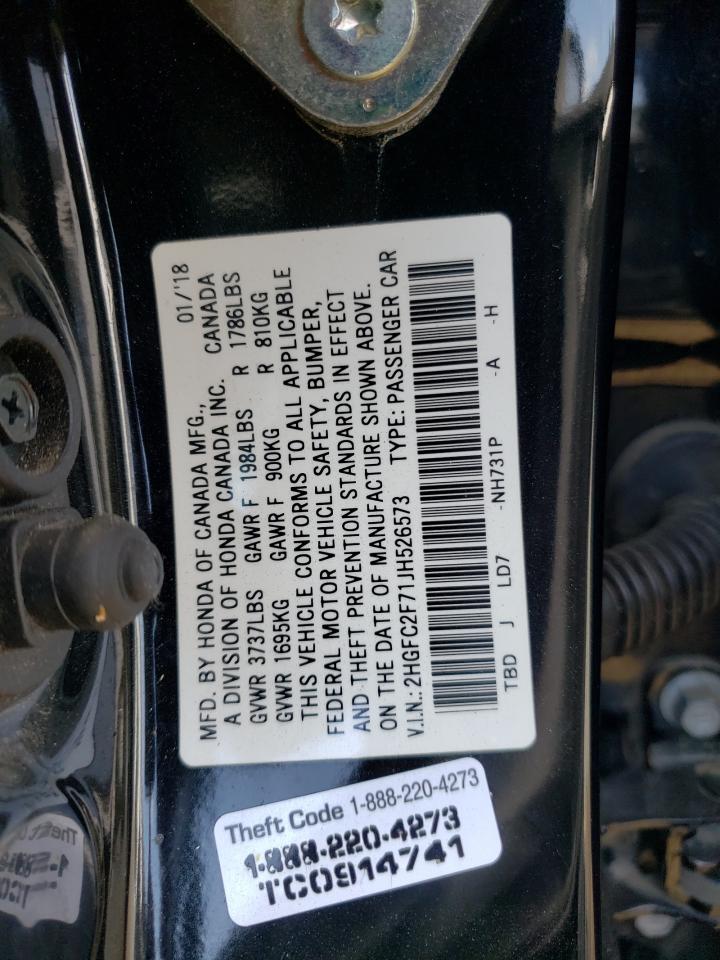 MFD. BY HONDA OF CANADA MFG., 01/'18
A DIVISION OF HONDA CANADA INC. CANADA
GVWR 3737LBS GAWR F 1984LBS R 1786LBS
GVWR 1695KG GAWR F 900KG R 810KG
THIS VEHICLE CONFORMS TO ALL APPLICABLE
FEDERAL MOTOR VEHICLE SAFETY, BUMPER,
AND THEFT PREVENTION STANDARDS IN EFFECT
ON THE DATE OF MANUFACTURE SHOWN ABOVE.
V.I.N.: 2HGFC2F71JH526573 TYPE: PASSENGER CAR
TBD J LD7 -NH731P -A -H
Theft Code 1-888-220-4273
1-888-220-4273
TC0914741